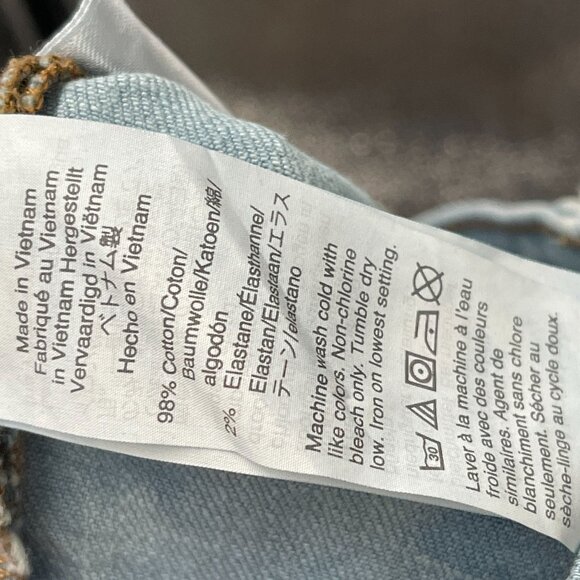 Made in Vietnam
Fabriqué au Vietnam
in Vietnam Hergestellt
Vervaardigd in Viêtnam
ベトナム製
Hecho en Vietnam
98% Cotton/Coton/
Baumwolle/Katoen/綿/
algodón
2% Elastane/Élasthanne/
Elastan/Elastaan/エラス
テーン/elastano
Machine wash cold with
like colors. Non-chlorine
bleach only. Tumble dry
low. Iron on lowest setting.
30
Laver à la machine à l'eau
froide avec des couleurs
similaires. Agent de
blanchiment sans chlore
seulement. Sécher au
sèche-linge au cycle doux.